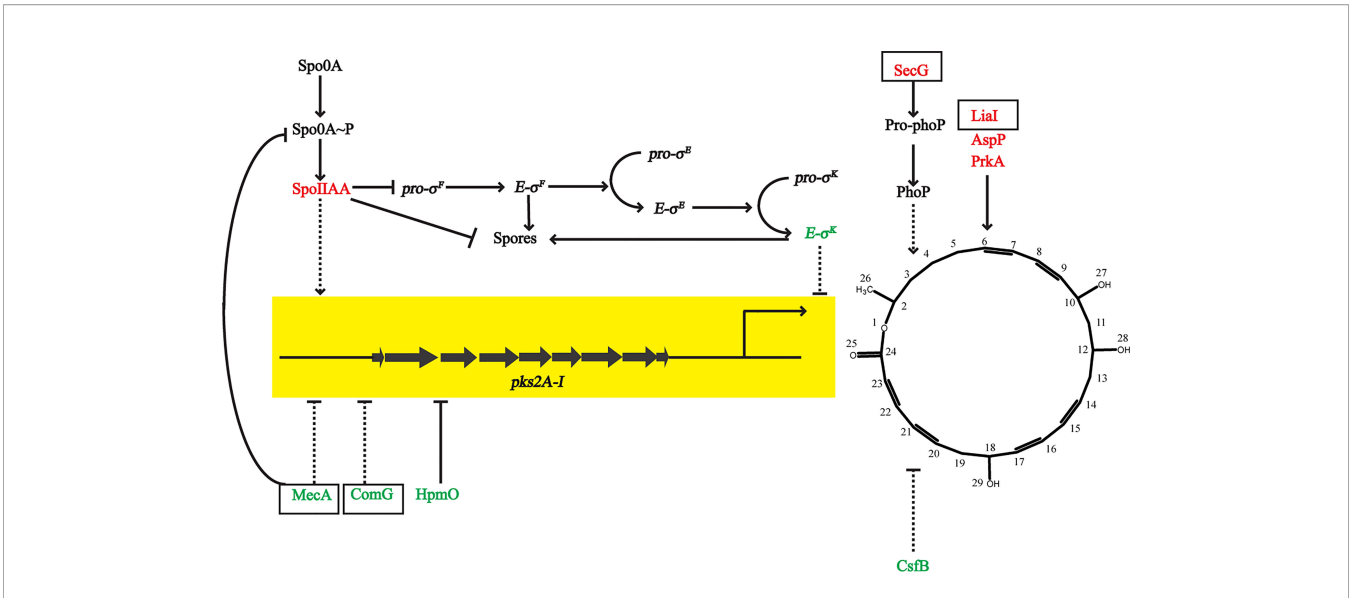 Spo0A
Spo0A~P
SpoIIAA
pro-σF
E-σF
pro-σE
E-σE
pro-σK
E-σK
Spores
pks2A-I
MecA
ComG
HpmO
SecG
Pro-phoP
PhoP
LiaI
AspP
PrkA
1
O
2
3
4
5
6
7
8
9
10
11
12
13
14
15
16
17
18
19
20
21
22
23
24
25
O
26
H3C
27
OH
28
OH
29
OH
CsfB